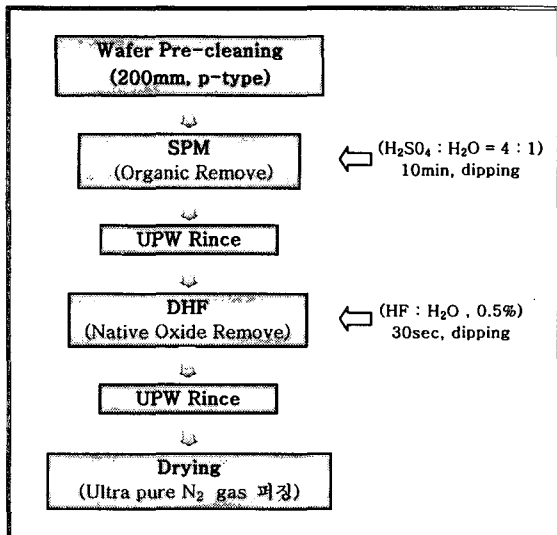 Wafer Pre-cleaning
(200mm, p-type)
SPM
(Organic Remove)
(H₂SO₄ : H₂O = 4 : 1)
10min, dipping
UPW Rince
DHF
(Native Oxide Remove)
(HF : H₂O , 0.5%)
30sec, dipping
UPW Rince
Drying
(Ultra pure N₂ gas 퍼징)